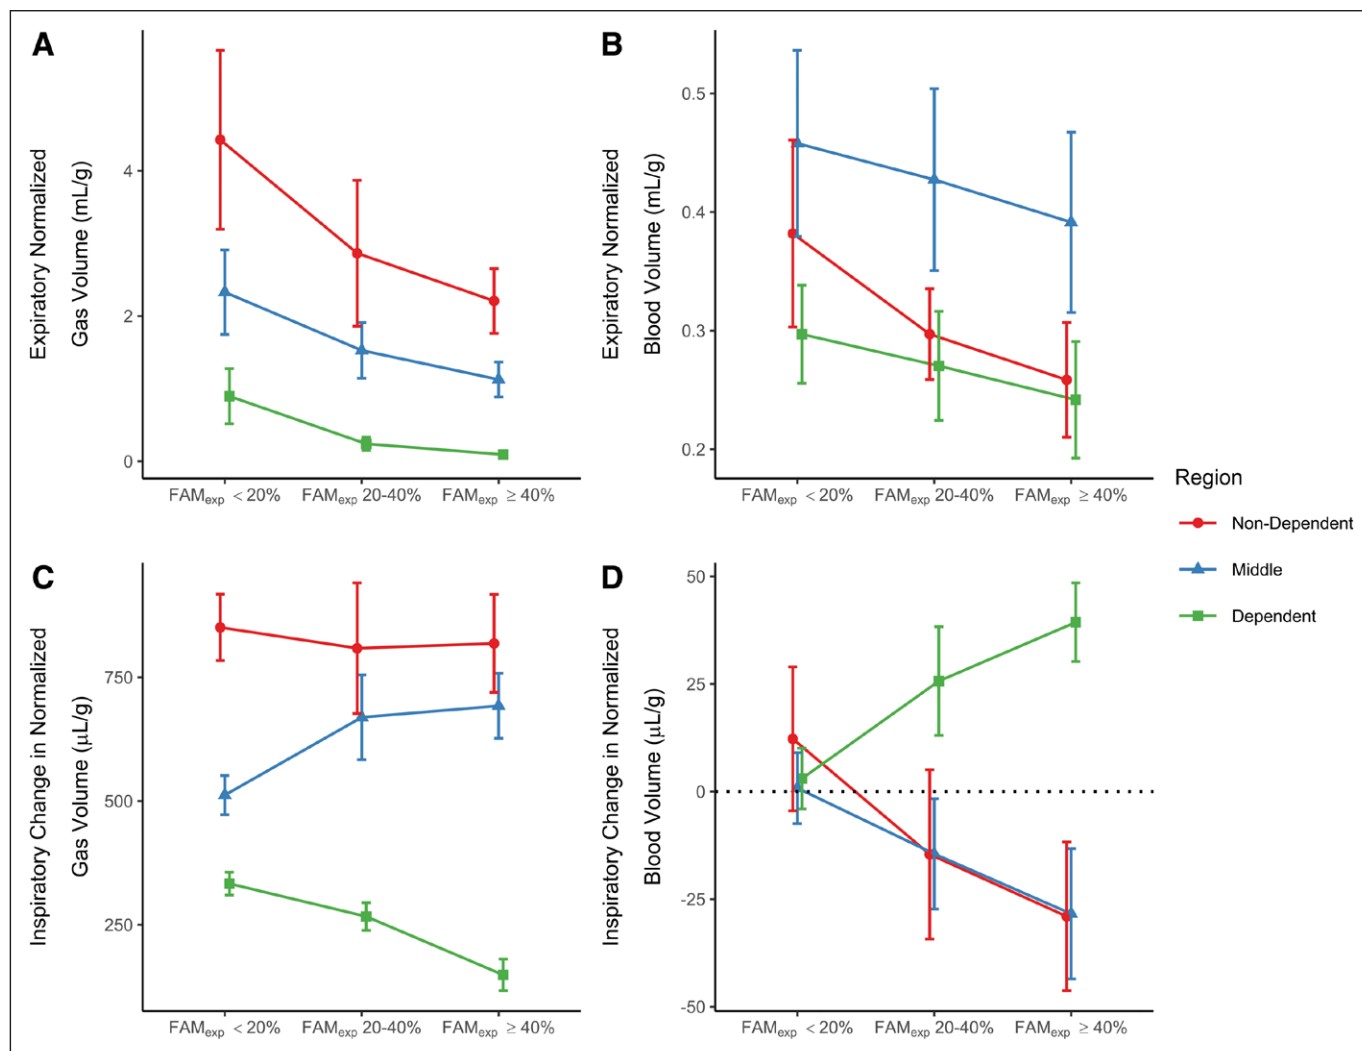 A
Expiratory Normalized
Gas Volume (mL/g)
4
2
0
FAMexp < 20%
FAMexp 20-40%
FAMexp ≥ 40%
B
Expiratory Normalized
Blood Volume (mL/g)
0.5
0.4
0.3
0.2
FAMexp < 20%
FAMexp 20-40%
FAMexp ≥ 40%
C
Inspiratory Change in Normalized
Gas Volume (μL/g)
750
500
250
FAMexp < 20%
FAMexp 20-40%
FAMexp ≥ 40%
D
Inspiratory Change in Normalized
Blood Volume (μL/g)
50
25
0
-25
-50
FAMexp < 20%
FAMexp 20-40%
FAMexp ≥ 40%
Region
Non-Dependent
Middle
Dependent